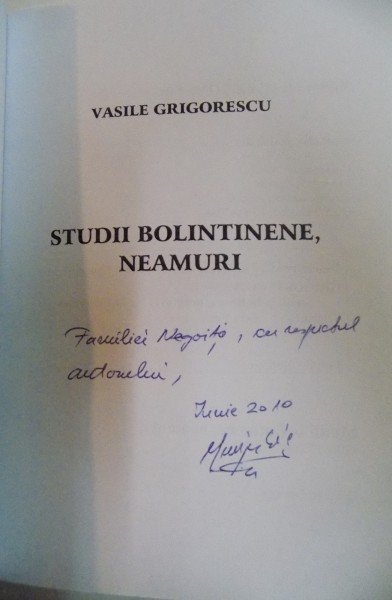 VASILE GRIGORESCU
STUDII BOLINTINENE,
NEAMURI
Familiei Negoiță, cu respectul
autorului,
Iunie 2010